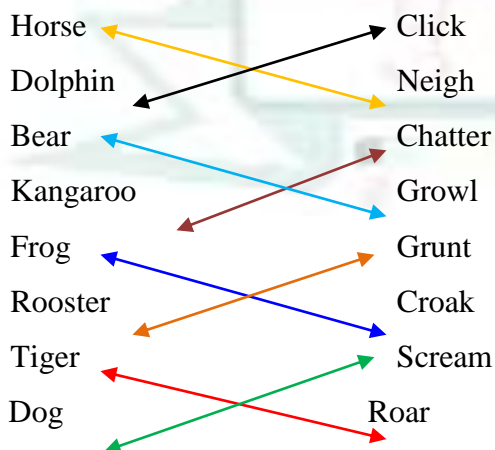 Horse Click
Dolphin Neigh
Bear Chatter
Kangaroo Growl
Frog Grunt
Rooster Croak
Tiger Scream
Dog Roar